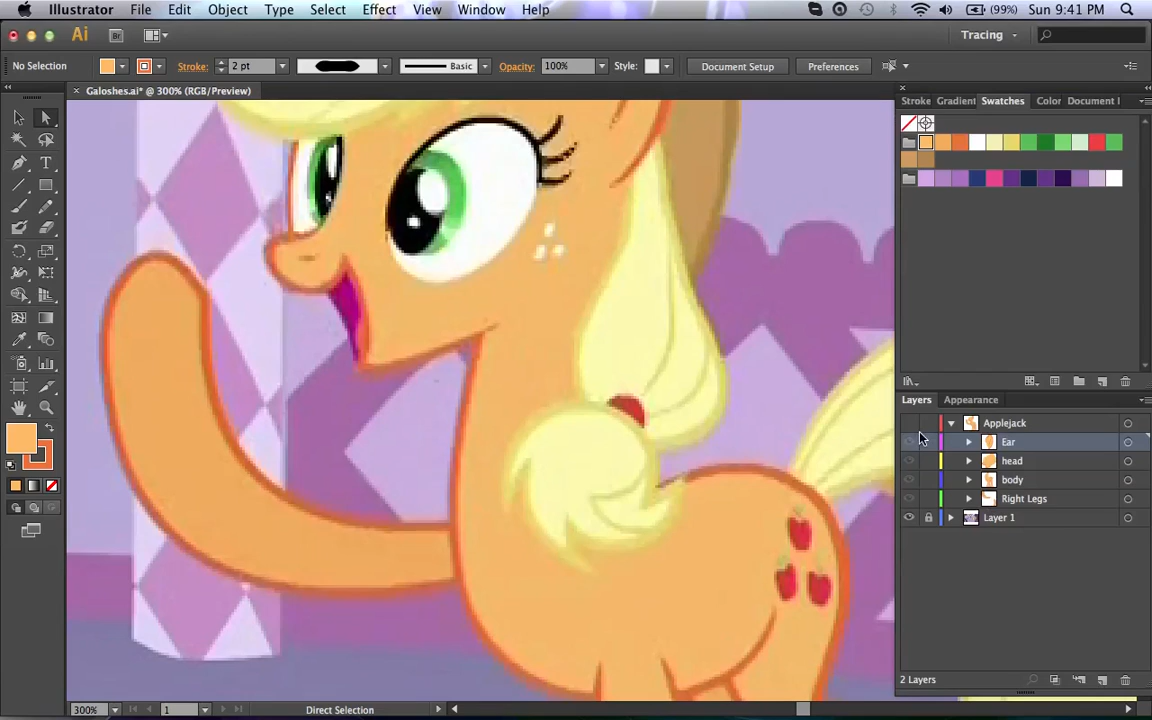 Illustrator File Edit Object Type Select Effect View Window Help (99%) Sun 9:41 PM
Ai Br Tracing
No Selection Stroke: 2 pt Basic Opacity: 100% Style: Document Setup Preferences
Galoshes.ai* @ 300% (RGB/Preview)
Stroke Gradient Swatches Color Document I
T
Layers Appearance
Applejack
Ear
head
body
Right Legs
Layer 1
2 Layers
300% 1 Direct Selection